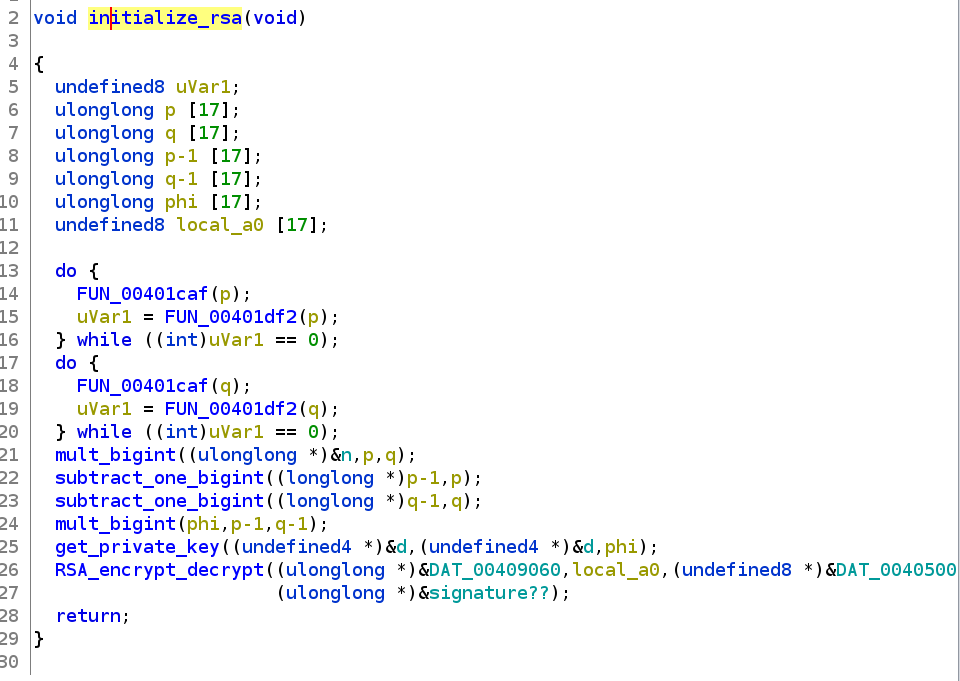 2 void initialize_rsa(void)
3
4 {
5 undefined8 uVar1;
6 ulonglong p [17];
7 ulonglong q [17];
8 ulonglong p-1 [17];
9 ulonglong q-1 [17];
10 ulonglong phi [17];
11 undefined8 local_a0 [17];
12
13 do {
14 FUN_00401caf(p);
15 uVar1 = FUN_00401df2(p);
16 } while ((int)uVar1 == 0);
17 do {
18 FUN_00401caf(q);
19 uVar1 = FUN_00401df2(q);
20 } while ((int)uVar1 == 0);
21 mult_bigint((ulonglong *)&n,p,q);
22 subtract_one_bigint((longlong *)p-1,p);
23 subtract_one_bigint((longlong *)q-1,q);
24 mult_bigint(phi,p-1,q-1);
25 get_private_key((undefined4 *)&d,(undefined4 *)&d,phi);
26 RSA_encrypt_decrypt((ulonglong *)&DAT_00409060,local_a0,(undefined8 *)&DAT_0040500
27 (ulonglong *)&signature??);
28 return;
29 }
30